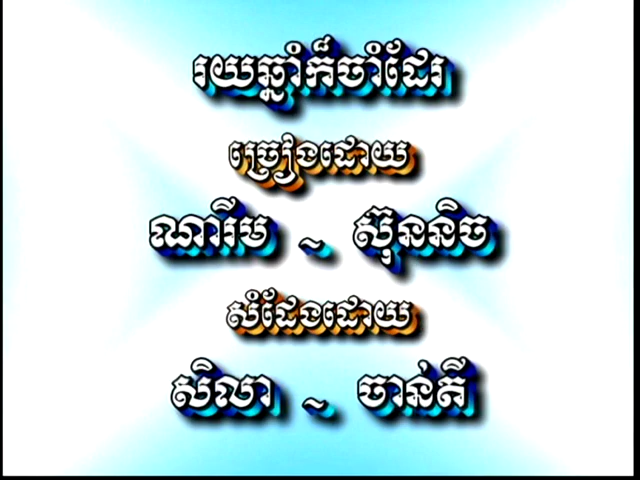 រយឆ្នាំក៏ចាំដែរ
ច្រៀងដោយ
ណារីម ~ ស៊ុននិច
សំដែងដោយ
សិលា ~ ចាន់តី